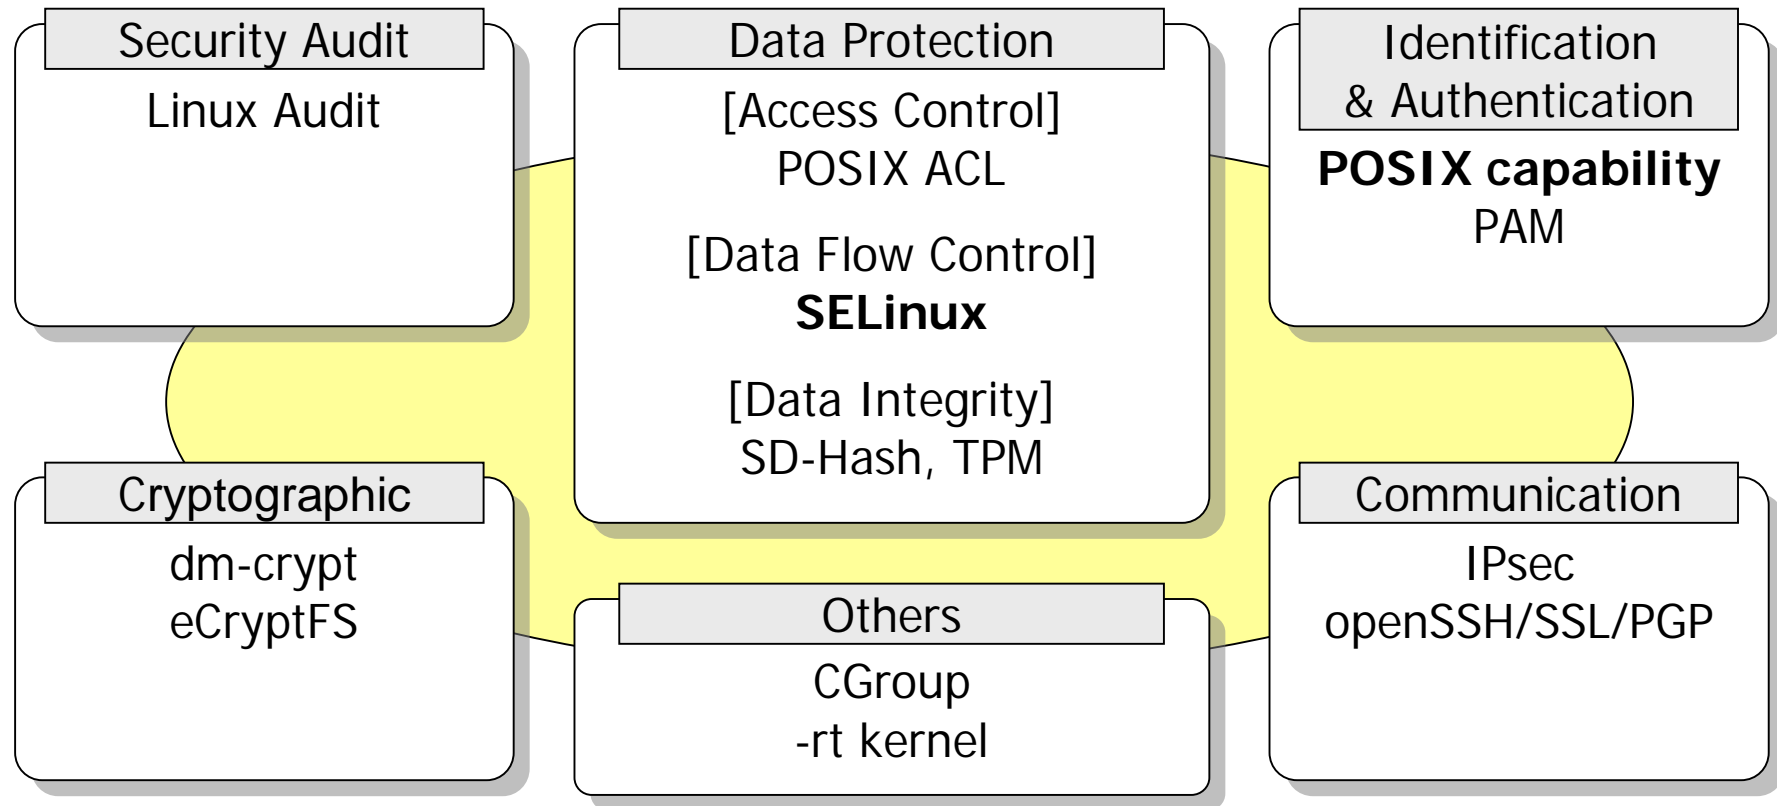 Security Audit
Linux Audit
Data Protection
[Access Control]
POSIX ACL
[Data Flow Control]
SELinux
[Data Integrity]
SD-Hash, TPM
Identification
& Authentication
POSIX capability
PAM
Cryptographic
dm-crypt
eCryptFS
Others
CGroup
-rt kernel
Communication
IPsec
openSSH/SSL/PGP